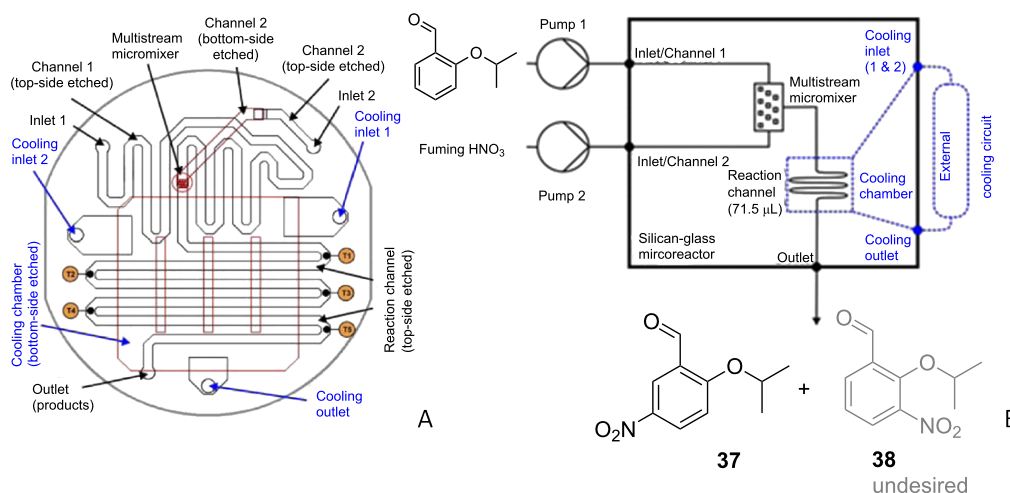 Channel 2
(bottom-side
etched)
Multistream
micromixer
Channel 2
(top-side etched)
Channel 1
(top-side etched)
Inlet 2
Inlet 1
Cooling
inlet 1
Cooling
inlet 2
T1
T2
T3
T4
T5
Cooling chamber
(bottom-side etched)
Reaction channel
(top-side etched)
Outlet
(products)
Cooling
outlet
A
O
O
Fuming HNO3
Pump 1
Pump 2
Inlet/Channel 1
Inlet/Channel 2
Multistream
micromixer
Cooling
inlet
(1 & 2)
Reaction
channel
(71.5 µL)
Cooling
chamber
External
cooling circuit
Silican-glass
mircoreactor
Outlet
Cooling
outlet
O
O
O2N
37
+
O
O
NO2
38
undesired